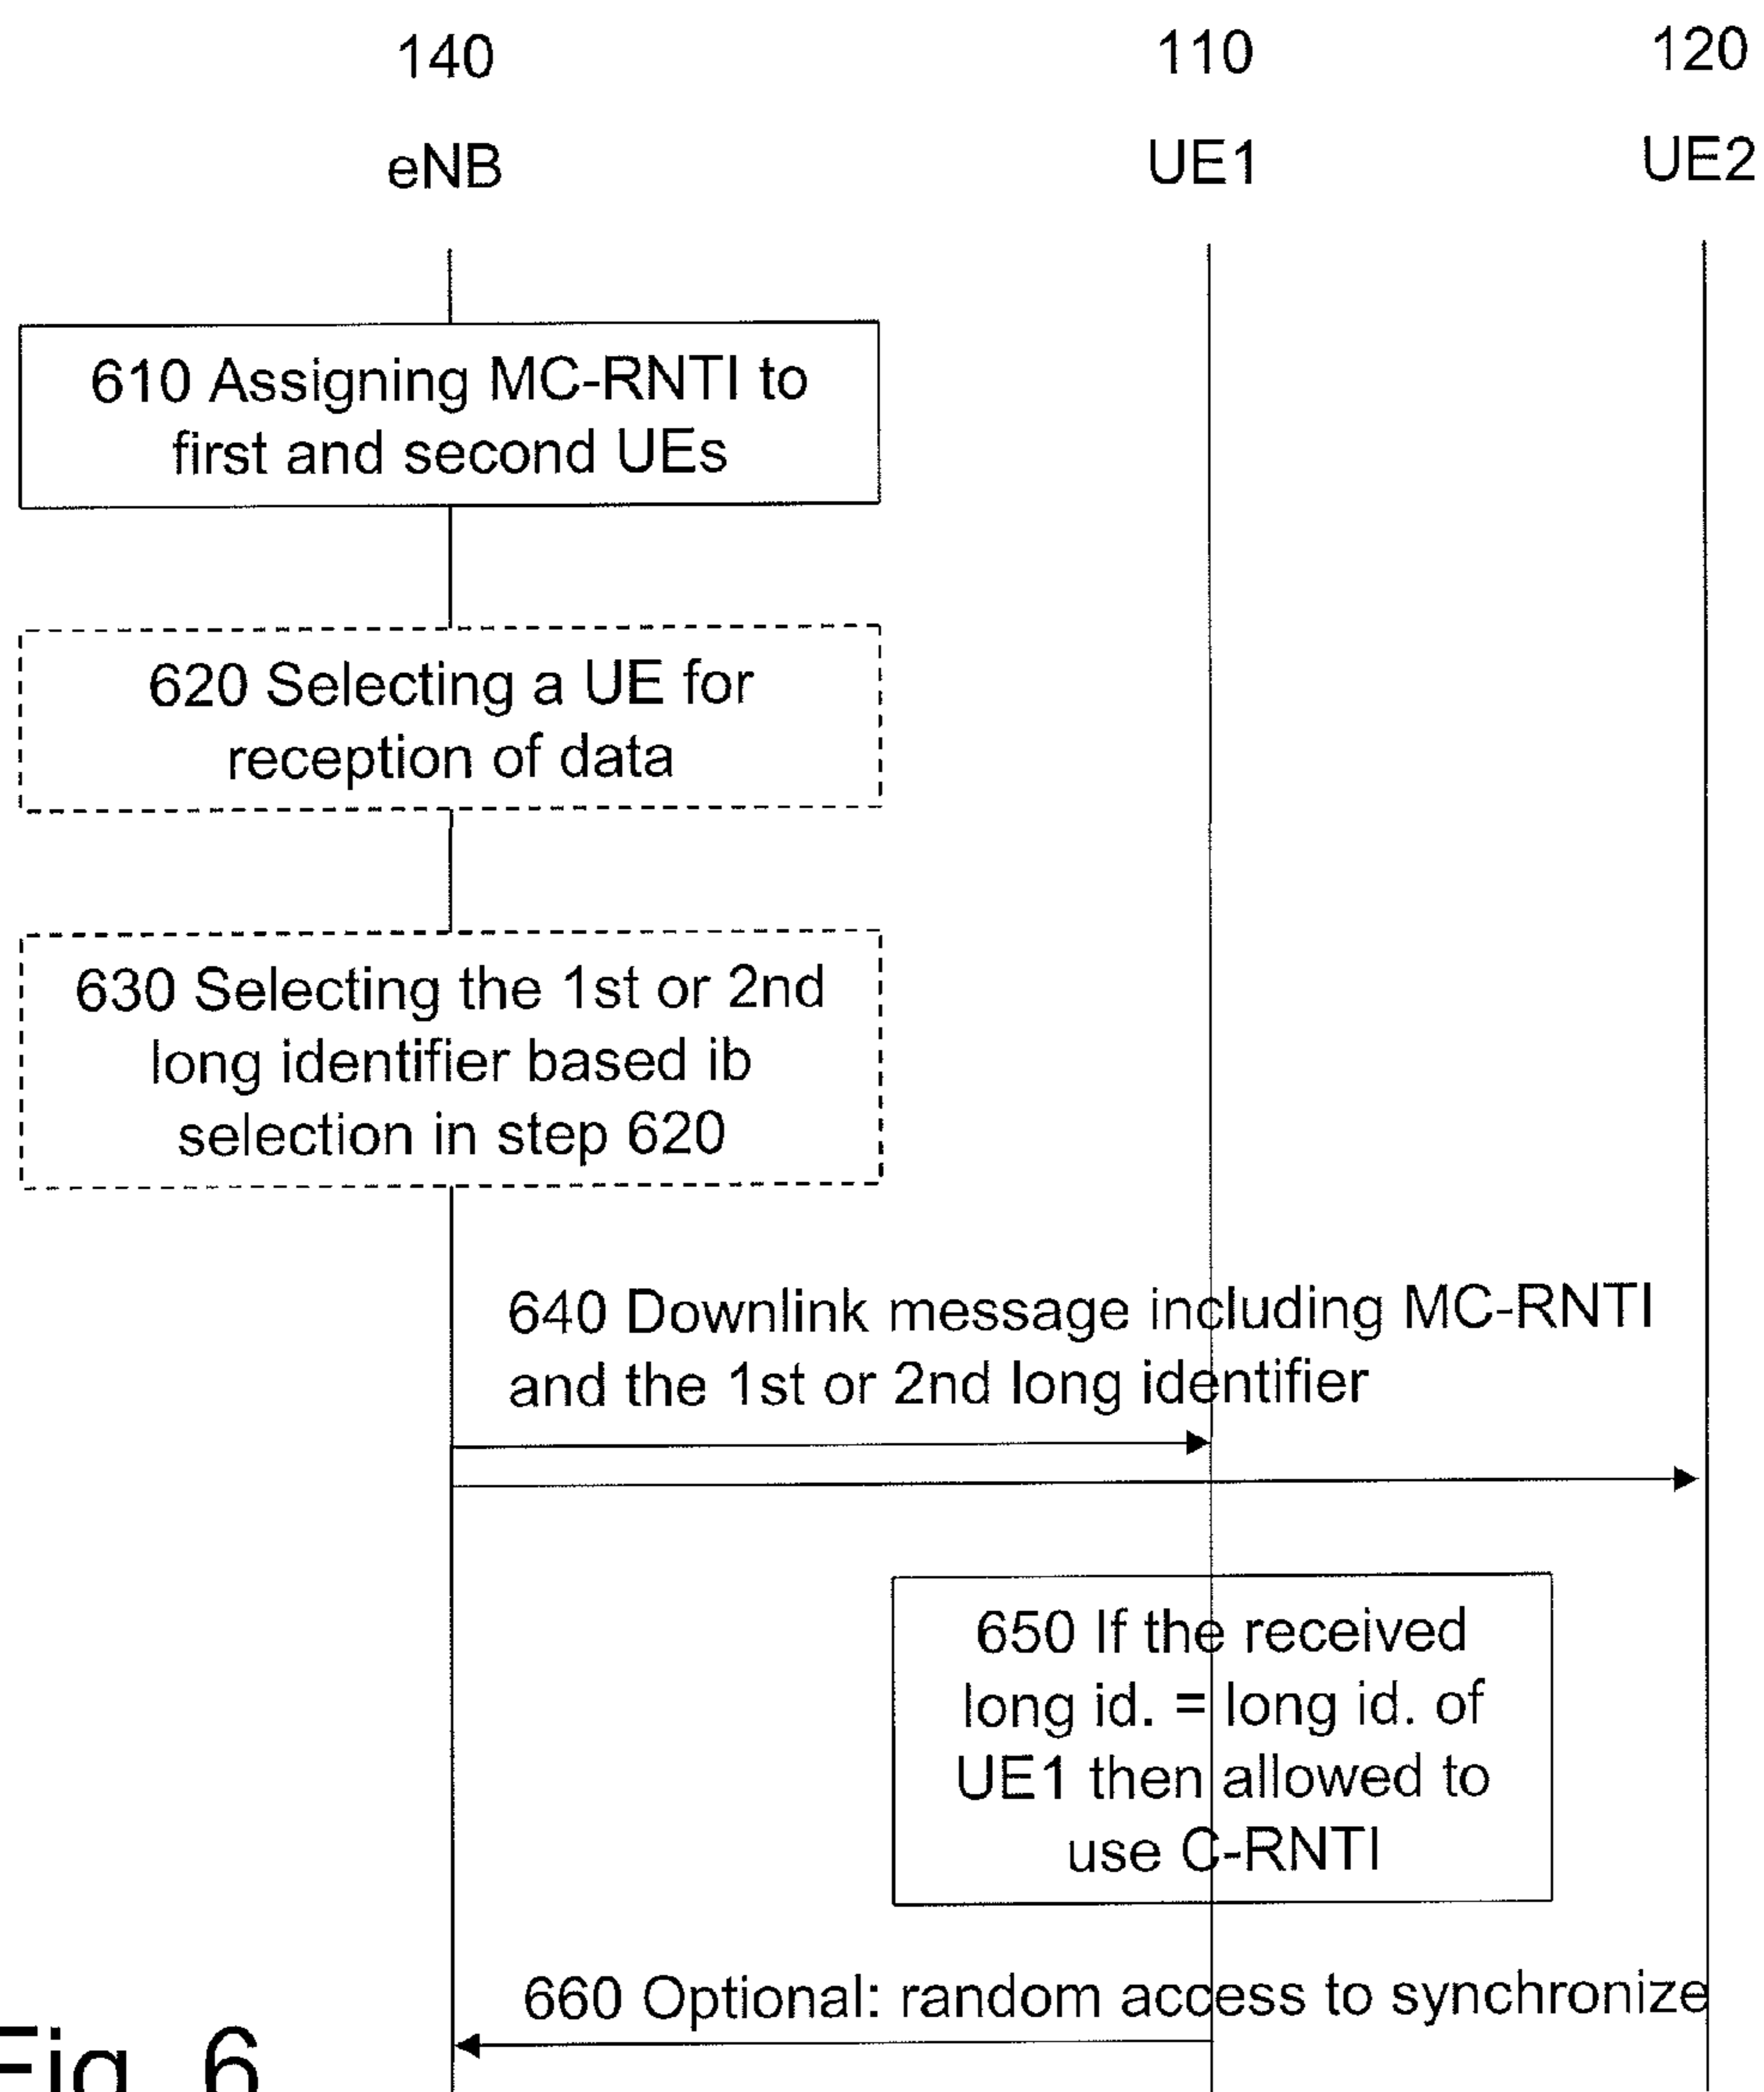 140
110
120
eNB
UE1
UE2
610 Assigning MC-RNTI to
first and second UEs
620 Selecting a UE for
reception of data
630 Selecting the 1st or 2nd
long identifier based ib
selection in step 620
640 Downlink message including MC-RNTI
and the 1st or 2nd long identifier
650 If the received
long id. = long id. of
UE1 then allowed to
use C-RNTI
660 Optional: random access to synchronize
Fig. 6